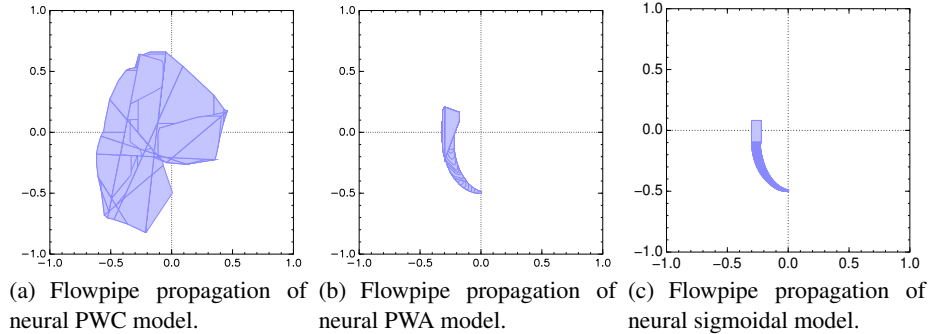 1.0 1.0 1.0
0.5 0.5 0.5
0.0 0.0 0.0
−0.5 −0.5 −0.5
−1.0 −1.0 −1.0
−1.0 −0.5 0.0 0.5 1.0 −1.0 −0.5 0.0 0.5 1.0 −1.0 −0.5 0.0 0.5 1.0
(a) Flowpipe propagation of
neural PWC model.
(b) Flowpipe propagation of
neural PWA model.
(c) Flowpipe propagation of
neural sigmoidal model.